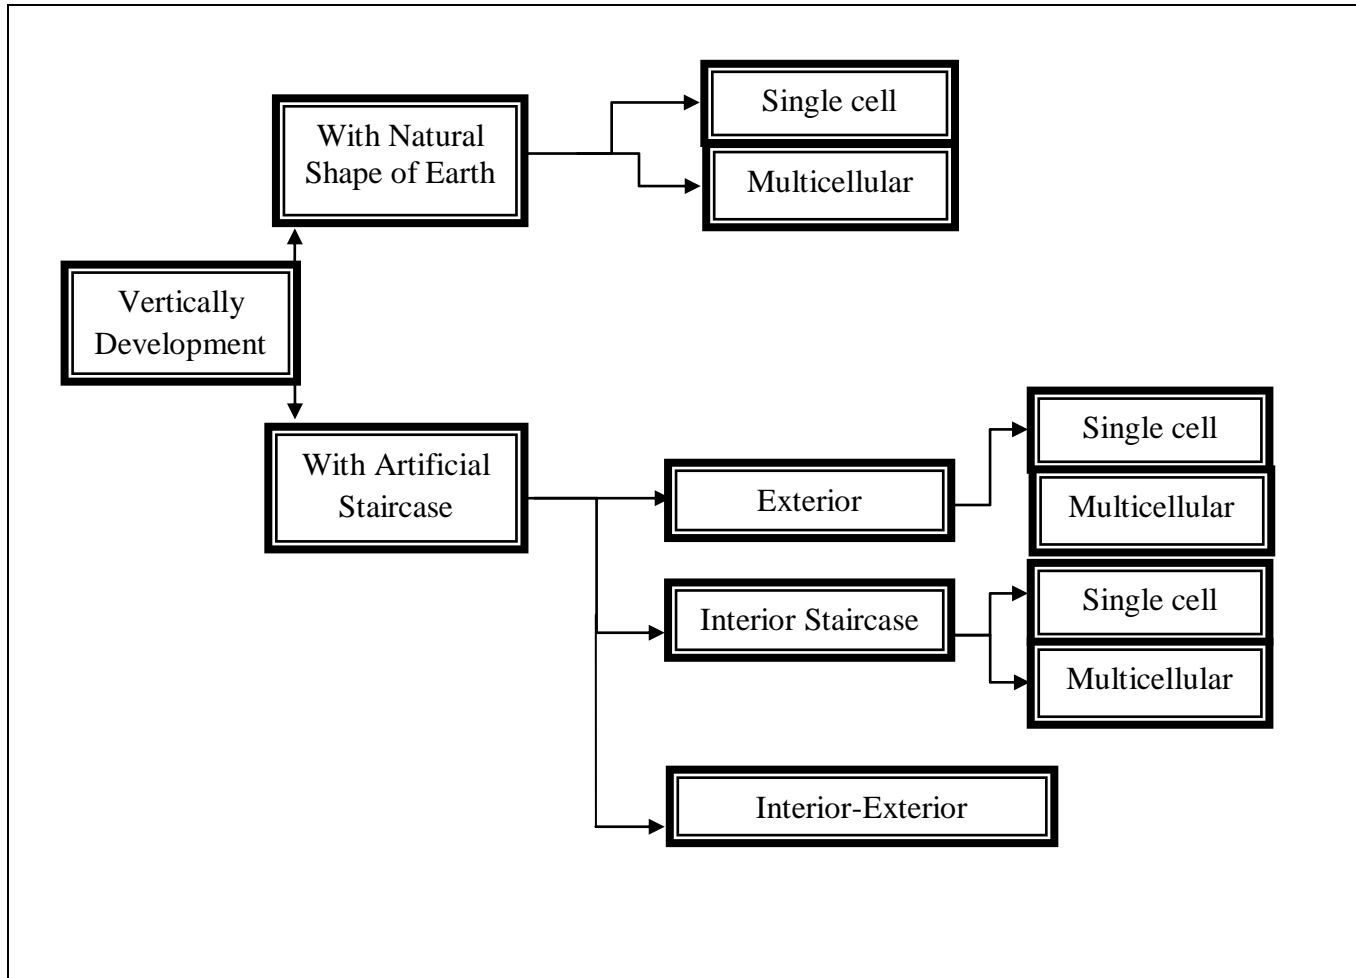 Single cell
With Natural
Shape of Earth
Multicellular
Vertically
Development
With Artificial
Staircase
Single cell
Exterior
Multicellular
Interior Staircase
Single cell
Multicellular
Interior-Exterior